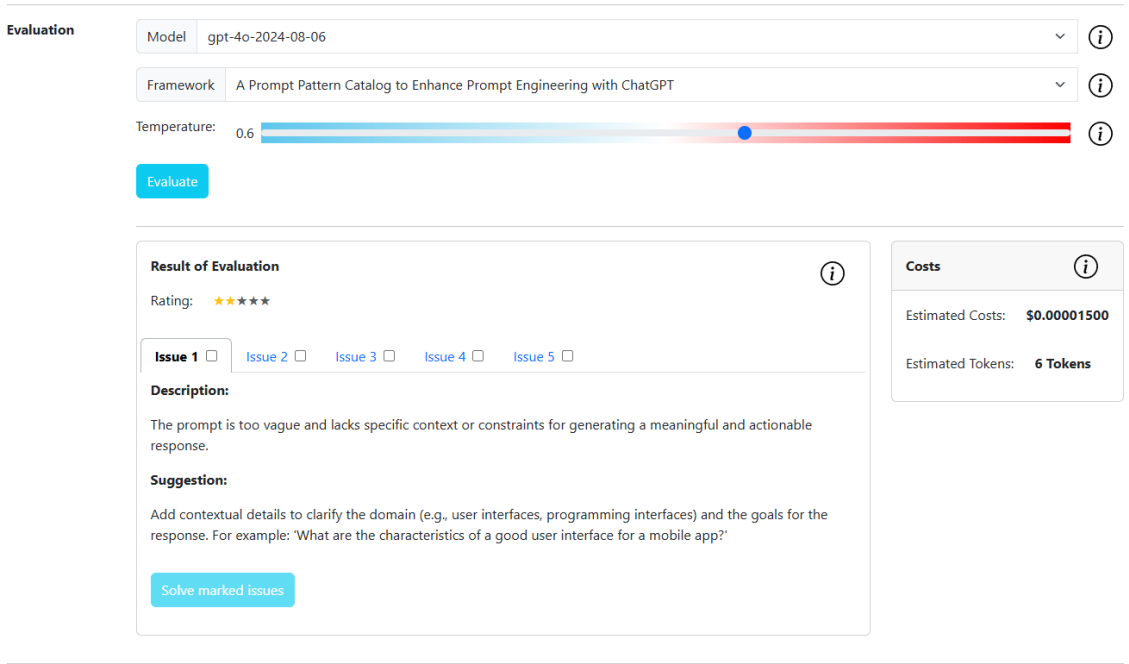 Evaluation
Model gpt-4o-2024-08-06 i
Framework A Prompt Pattern Catalog to Enhance Prompt Engineering with ChatGPT i
Temperature: 0.6 i
Evaluate
Result of Evaluation i
Rating: ★★★★★
Issue 1 Issue 2 Issue 3 Issue 4 Issue 5
Description:
The prompt is too vague and lacks specific context or constraints for generating a meaningful and actionable
response.
Suggestion:
Add contextual details to clarify the domain (e.g., user interfaces, programming interfaces) and the goals for the
response. For example: 'What are the characteristics of a good user interface for a mobile app?'
Solve marked issues
Costs i
Estimated Costs: $0.00001500
Estimated Tokens: 6 Tokens